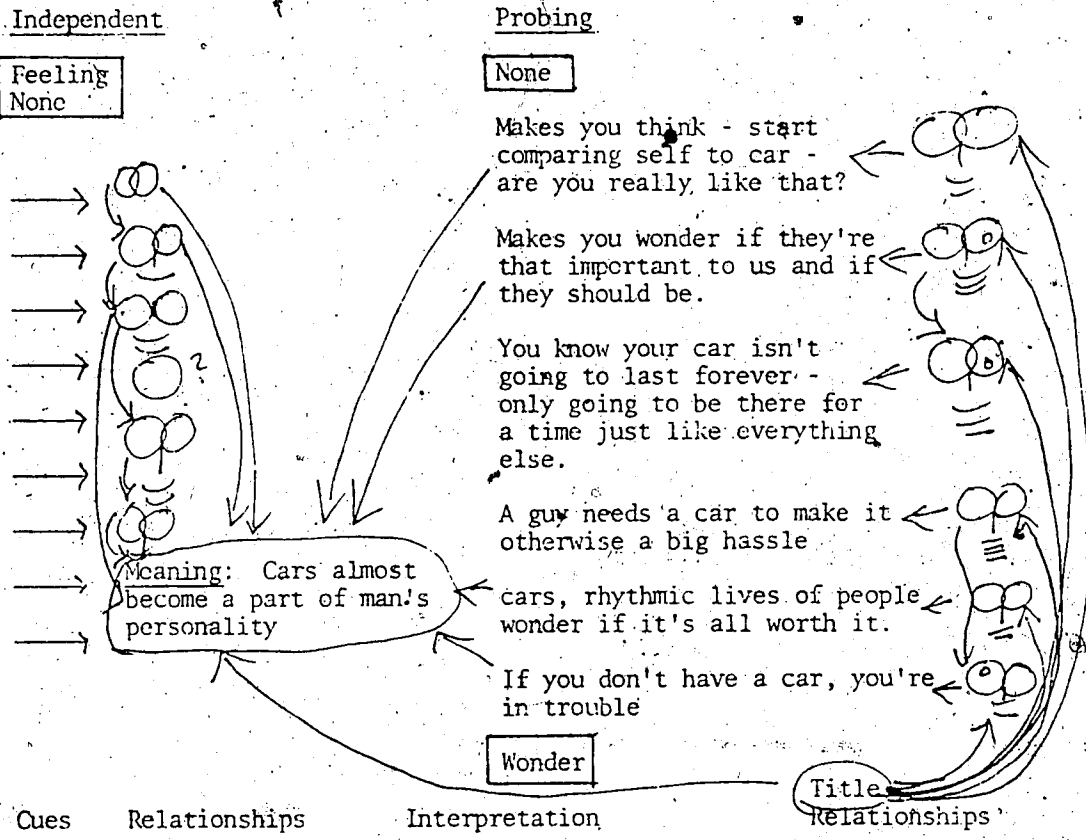 Independent
Probing
Feeling
None
None
Makes you think - start
comparing self to car -
are you really like that?
Makes you wonder if they're
that important to us and if
they should be.
You know your car isn't
going to last forever -
only going to be there for
a time just like everything
else.
?
A guy needs a car to make it
otherwise a big hassle
Meaning: Cars almost
become a part of man's
personality
cars, rhythmic lives of people
wonder if it's all worth it.
If you don't have a car, you're
in trouble
Wonder
Title
Cues Relationships Interpretation Relationships